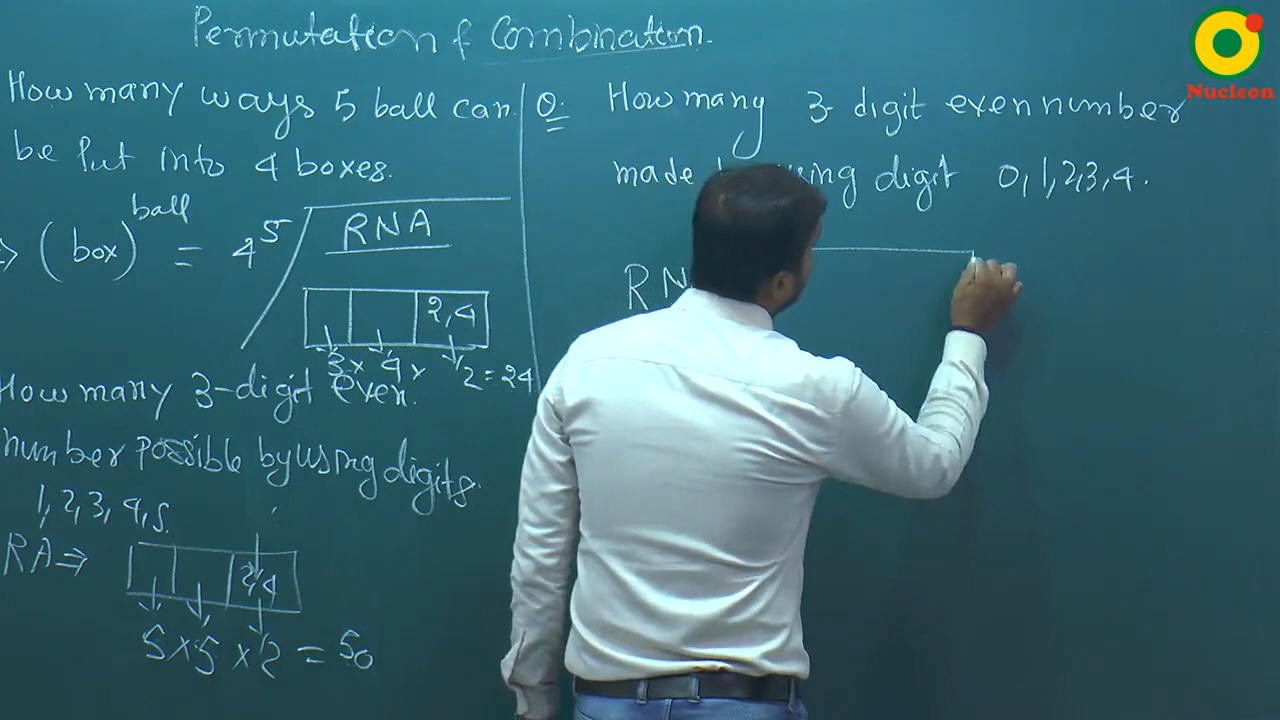 Permutation & Combination.
How many ways 5 ball can
be Put into 4 boxes.
⇒ (box)^ball = 4^5
RNA
2,4
3 x 4 x 2 = 24
How many 3-digit even
number possible by using digits.
1, 2, 3, 4, 5.
RA ⇒
2,4
5 x 5 x 2 = 50
Q: How many 3-digit even number
made digit 0, 1, 2, 3, 4.
RN
Nucleon